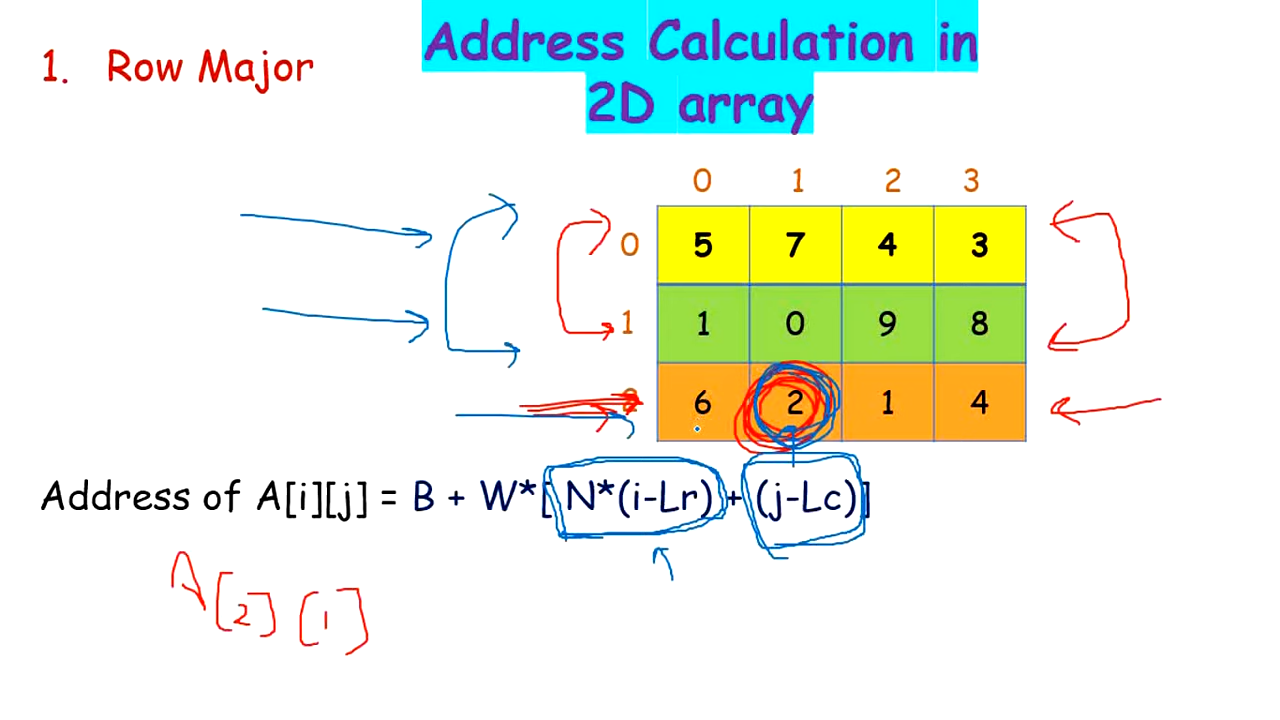 1. Row Major
Address Calculation in
2D array
0 1 2 3
0 5 7 4 3
1 1 0 9 8
2 6 2 1 4
Address of A[i][j] = B + W*[ N*(i-Lr) + (j-Lc)]
A[2][1]